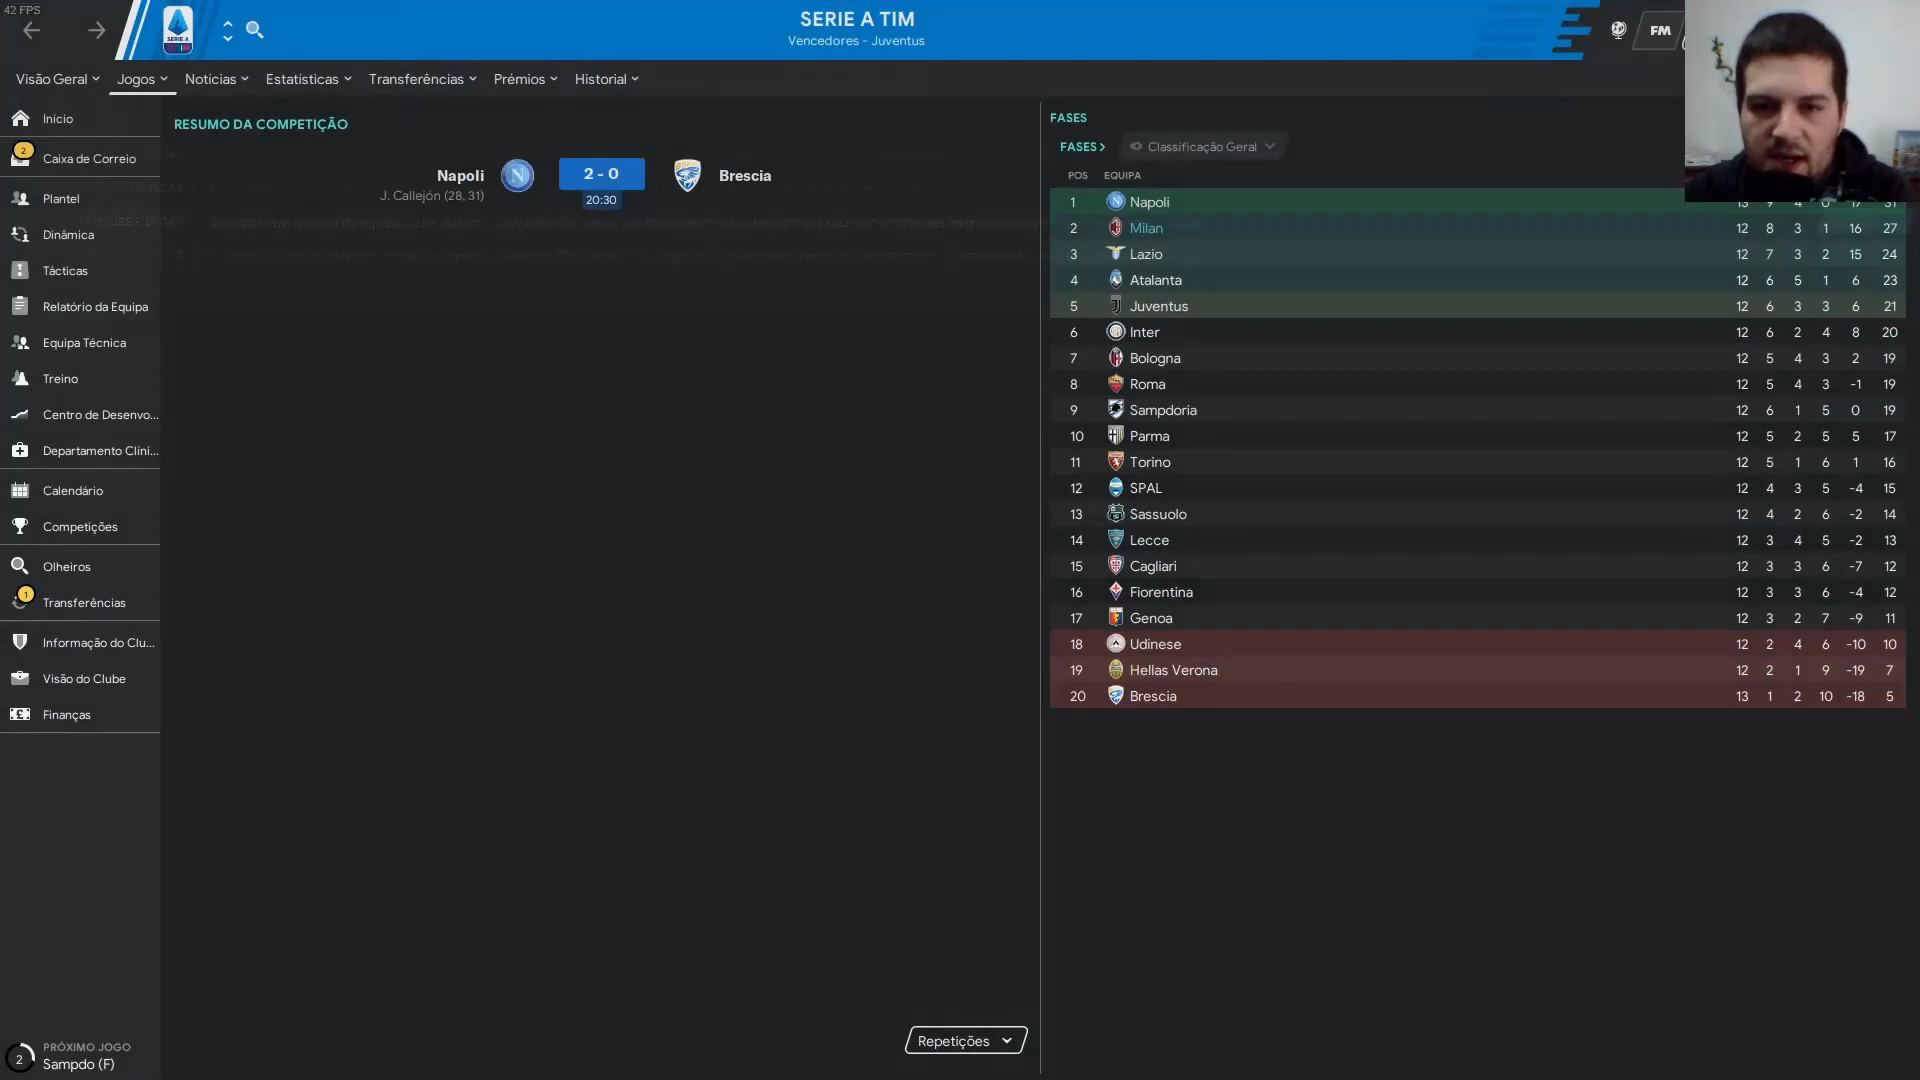 42 FPS
SERIE A TIM
Vencedores - Juventus
FM
Visão Geral
Jogos
Notícias
Estatísticas
Transferências
Prémios
Historial
Início
2
Caixa de Correio
Plantel
Dinâmica
Tácticas
Relatório da Equipa
Equipa Técnica
Treino
Centro de Desenvo...
Departamento Clíni...
Calendário
Competições
Olheiros
1
Transferências
Informação do Clu...
Visão do Clube
Finanças
2
PRÓXIMO JOGO
Sampdo (F)
RESUMO DA COMPETIÇÃO
Napoli 2 - 0 Brescia
J. Callejón (28, 31)
20:30
Repetições
FASES
FASES > Classificação Geral
POS EQUIPA
1 Napoli 13 9 4 0 17 31
2 Milan 12 8 3 1 16 27
3 Lazio 12 7 3 2 15 24
4 Atalanta 12 6 5 1 6 23
5 Juventus 12 6 3 3 6 21
6 Inter 12 6 2 4 8 20
7 Bologna 12 5 4 3 2 19
8 Roma 12 5 4 3 -1 19
9 Sampdoria 12 6 1 5 0 19
10 Parma 12 5 2 5 5 17
11 Torino 12 5 1 6 1 16
12 SPAL 12 4 3 5 -4 15
13 Sassuolo 12 4 2 6 -2 14
14 Lecce 12 3 4 5 -2 13
15 Cagliari 12 3 3 6 -7 12
16 Fiorentina 12 3 3 6 -4 12
17 Genoa 12 3 2 7 -9 11
18 Udinese 12 2 4 6 -10 10
19 Hellas Verona 12 2 1 9 -19 7
20 Brescia 13 1 2 10 -18 5